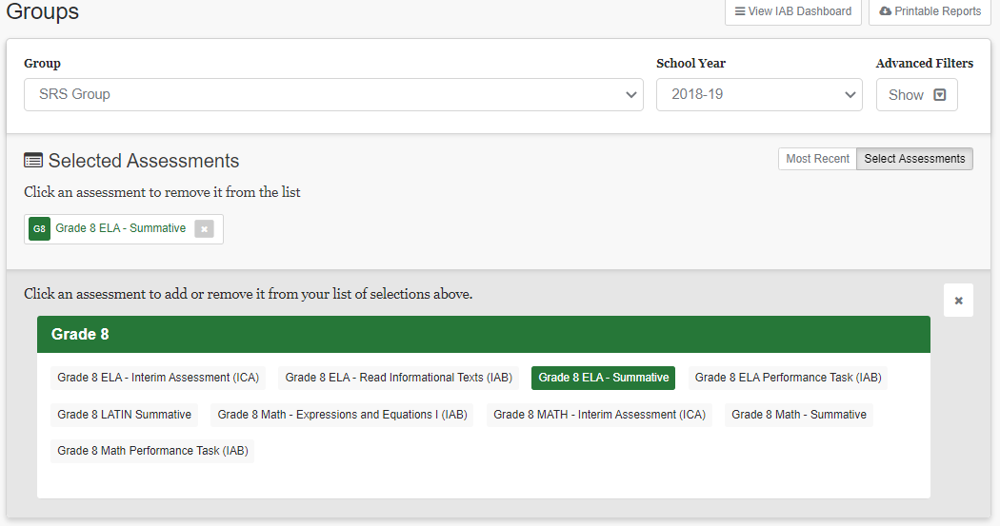 Groups
View IAB Dashboard
Printable Reports
Group
School Year
Advanced Filters
SRS Group
2018-19
Show
Selected Assessments
Most Recent
Select Assessments
Click an assessment to remove it from the list
G8 Grade 8 ELA - Summative
Click an assessment to add or remove it from your list of selections above.
Grade 8
Grade 8 ELA - Interim Assessment (ICA)
Grade 8 ELA - Read Informational Texts (IAB)
Grade 8 ELA - Summative
Grade 8 ELA Performance Task (IAB)
Grade 8 LATIN Summative
Grade 8 Math - Expressions and Equations I (IAB)
Grade 8 MATH - Interim Assessment (ICA)
Grade 8 Math - Summative
Grade 8 Math Performance Task (IAB)